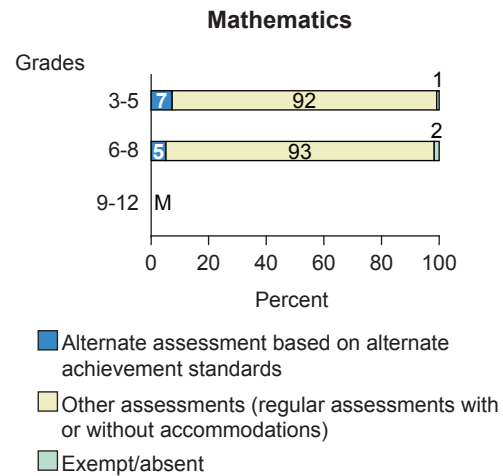 Mathematics
Grades
1
3-5 7 92
2
6-8 5 93
9-12 M
0 20 40 60 80 100
Percent
Alternate assessment based on alternate
achievement standards
Other assessments (regular assessments with
or without accommodations)
Exempt/absent